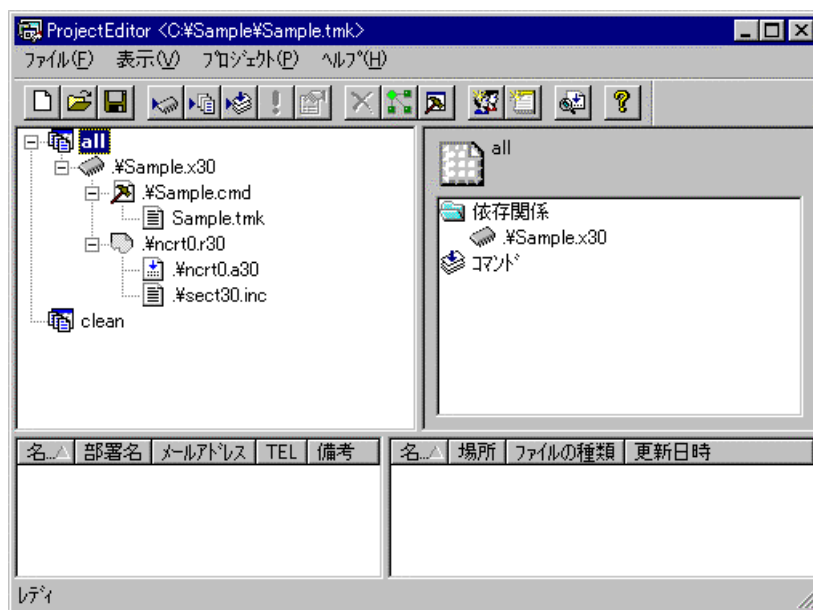 ProjectEditor <C:¥Sample¥Sample.tmk>
ﾌｧｲﾙ(F) 表示(V) ﾌﾟﾛｼﾞｪｸﾄ(P) ﾍﾙﾌﾟ(H)
all
.¥Sample.x30
.¥Sample.cmd
Sample.tmk
.¥ncrt0.r30
.¥ncrt0.a30
.¥sect30.inc
clean
all
依存関係
.¥Sample.x30
ｺﾏﾝﾄﾞ
名... 部署名 ﾒｰﾙｱﾄﾞﾚｽ TEL 備考
名... 場所 ﾌｧｲﾙの種類 更新日時
ﾚﾃﾞｨ